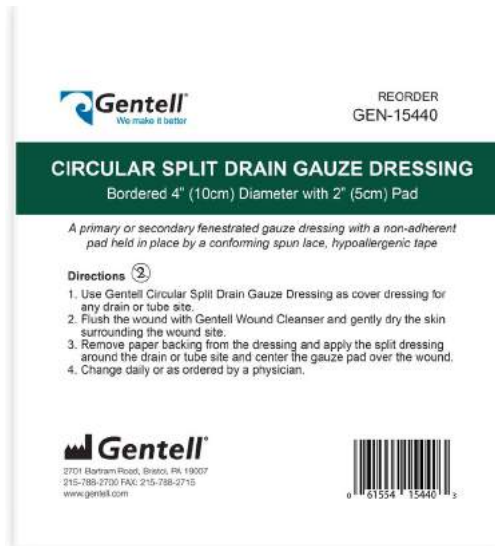 Gentell®
We make it better
REORDER
GEN-15440
CIRCULAR SPLIT DRAIN GAUZE DRESSING
Bordered 4" (10cm) Diameter with 2" (5cm) Pad
A primary or secondary fenestrated gauze dressing with a non-adherent
pad held in place by a conforming spun lace, hypoallergenic tape
Directions ②
1. Use Gentell Circular Split Drain Gauze Dressing as cover dressing for
any drain or tube site.
2. Flush the wound with Gentell Wound Cleanser and gently dry the skin
surrounding the wound site.
3. Remove paper backing from the dressing and apply the split dressing
around the drain or tube site and center the gauze pad over the wound.
4. Change daily or as ordered by a physician.
Gentell®
2701 Bartram Road, Bristol, PA 19007
215-788-2700 FAX: 215-788-2715
www.gentell.com
0 61554 15440 3